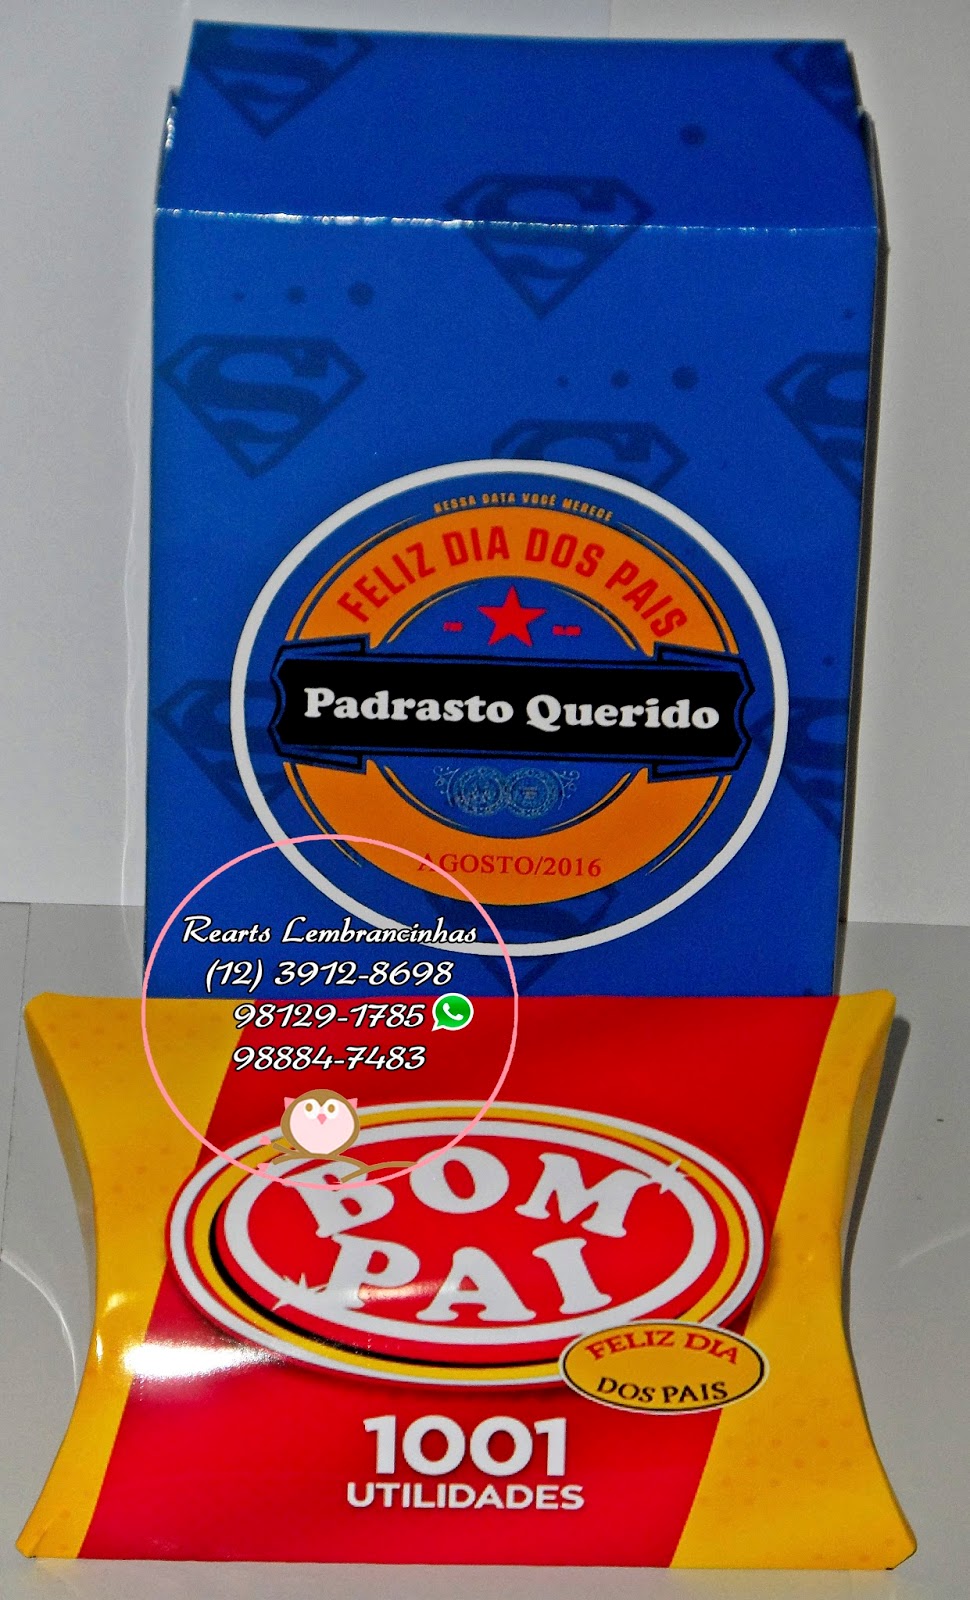 NESSA DATA VOCÊ MERECE
FELIZ DIA DOS PAIS
Padrasto Querido
AGOSTO/2016
Rearts Lembrancinhas
(12) 3912-8698
98129-1785
98884-7483
BOM
PAI
FELIZ DIA
DOS PAIS
1001
UTILIDADES